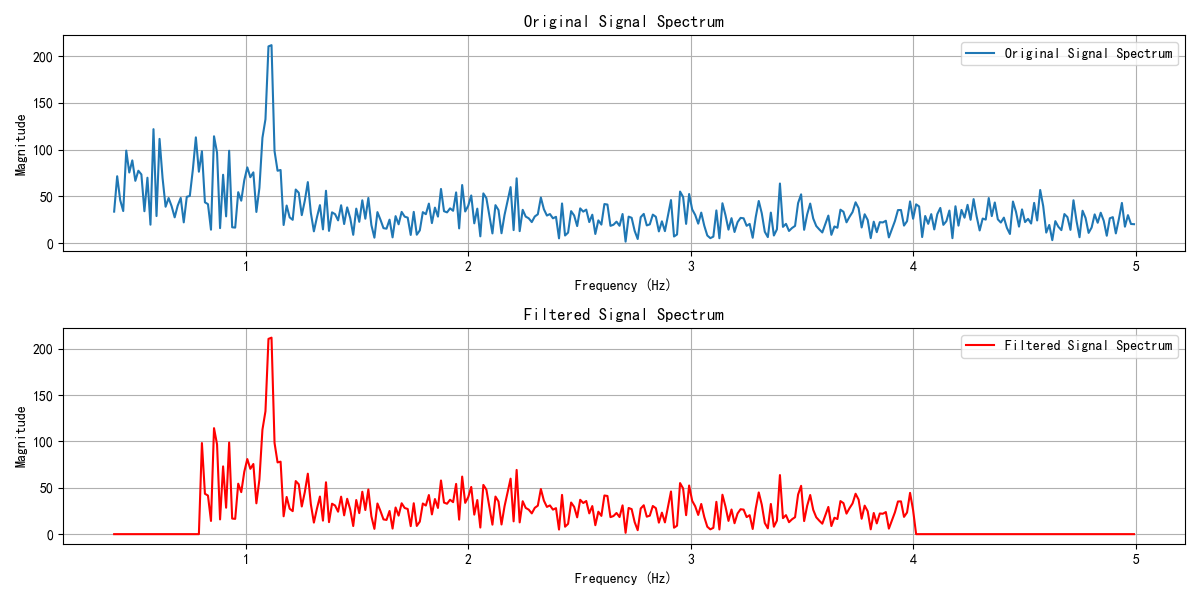 Original Signal Spectrum
200
150
100
50
0
Magnitude
Original Signal Spectrum
1 2 3 4 5
Frequency (Hz)
Filtered Signal Spectrum
200
150
100
50
0
Magnitude
Filtered Signal Spectrum
1 2 3 4 5
Frequency (Hz)